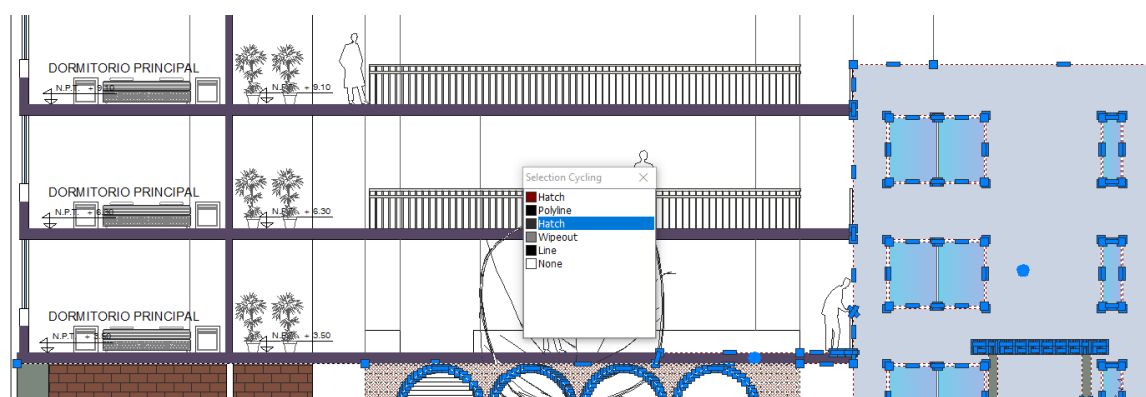 DORMITORIO PRINCIPAL
N.P.T. + 9.10
N.P.T. + 9.10
Selection Cycling
Hatch
Polyline
Hatch
Wipeout
Line
None
DORMITORIO PRINCIPAL
N.P.T. + 6.30
N.P.T. + 6.30
DORMITORIO PRINCIPAL
N.P.T. + 3.50
N.P.T. + 3.50